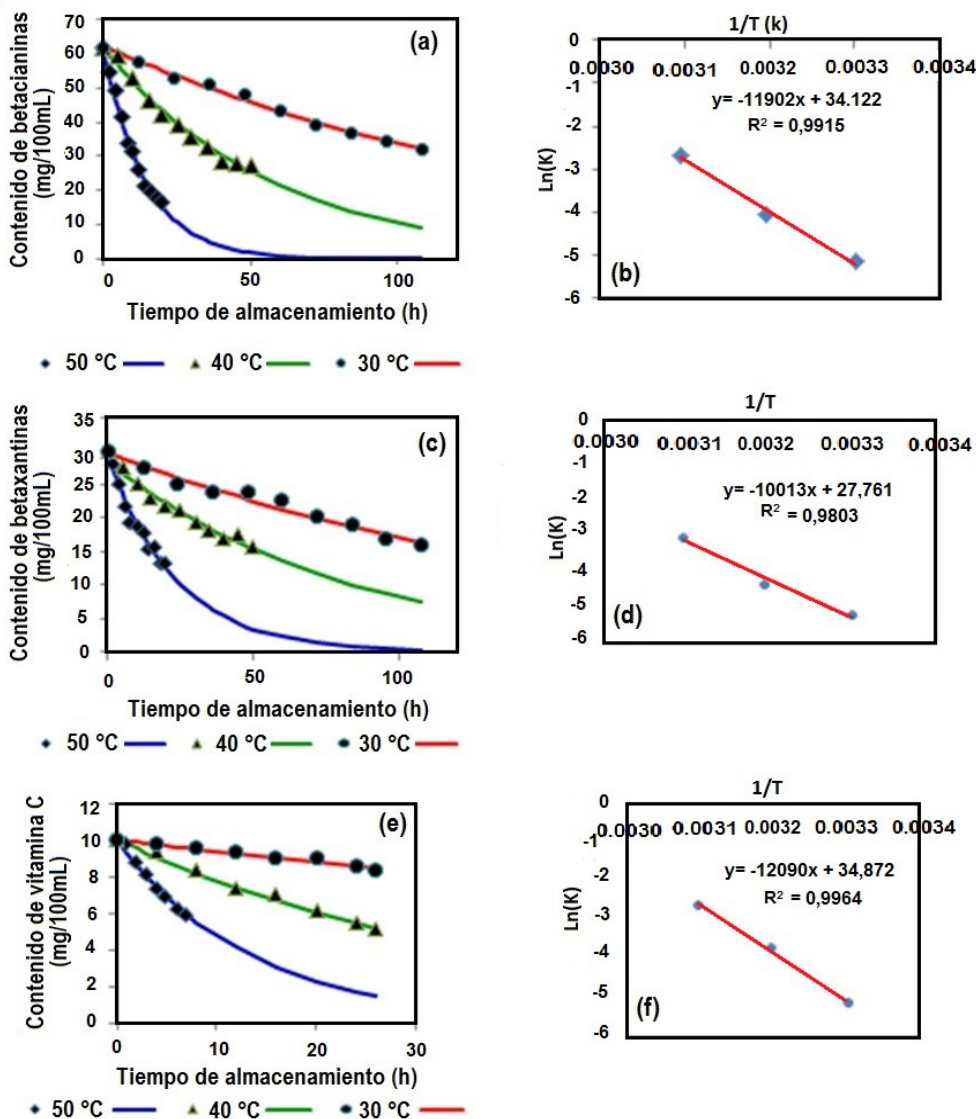 Contenido de betacianinas
(mg/100mL)
70
60
50
40
30
20
10
0
(a)
0
50
100
Tiempo de almacenamiento (h)
50 °C
40 °C
30 °C
1/T (k)
0
0.0030
0.0031
0.0032
0.0033
0.0034
-1
-2
-3
-4
-5
-6
Ln(K)
y= -11902x + 34.122
R² = 0,9915
(b)
Contenido de betaxantinas
(mg/100mL)
35
30
25
20
15
10
5
0
(c)
0
50
100
Tiempo de almacenamiento (h)
50 °C
40 °C
30 °C
1/T
0
0.0030
0.0031
0.0032
0.0033
0.0034
-1
-2
-3
-4
-5
-6
Ln(K)
y= -10013x + 27,761
R² = 0,9803
(d)
Contenido de vitamina C
(mg/100mL)
12
10
8
6
4
2
0
(e)
0
10
20
30
Tiempo de almacenamiento (h)
50 °C
40 °C
30 °C
1/T
0
0.0030
0.0031
0.0032
0.0033
0.0034
-1
-2
-3
-4
-5
-6
Ln(K)
y= -12090x + 34,872
R² = 0,9964
(f)